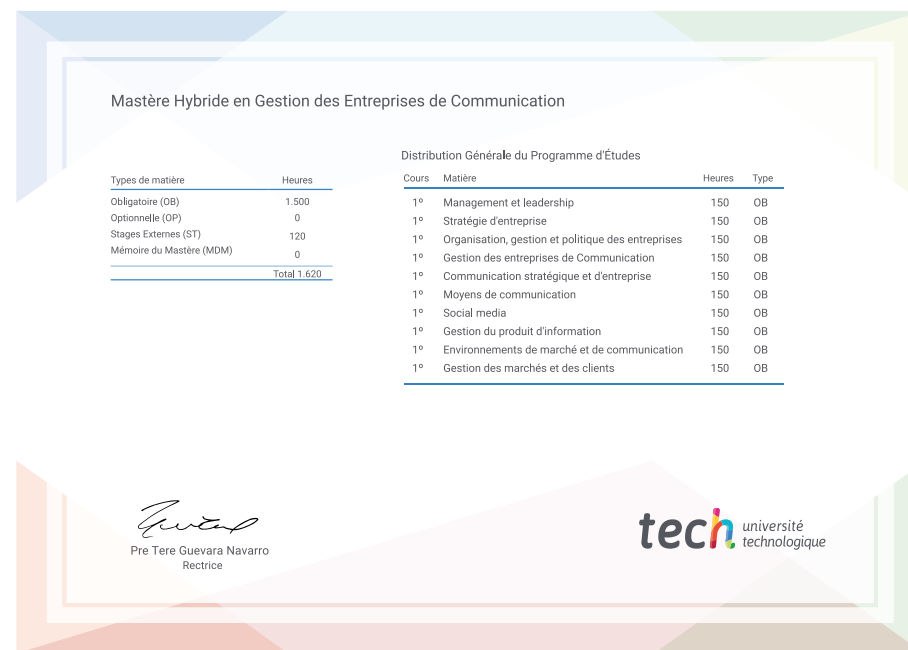 Mastère Hybride en Gestion des Entreprises de Communication
Types de matière Heures
Obligatoire (OB) 1.500
Optionnelle (OP) 0
Stages Externes (ST) 120
Mémoire du Mastère (MDM) 0
Total 1.620
Distribution Générale du Programme d'Études
Cours Matière Heures Type
1º Management et leadership 150 OB
1º Stratégie d'entreprise 150 OB
1º Organisation, gestion et politique des entreprises 150 OB
1º Gestion des entreprises de Communication 150 OB
1º Communication stratégique et d'entreprise 150 OB
1º Moyens de communication 150 OB
1º Social media 150 OB
1º Gestion du produit d'information 150 OB
1º Environnements de marché et de communication 150 OB
1º Gestion des marchés et des clients 150 OB
Pre Tere Guevara Navarro
Rectrice
tech université
technologique